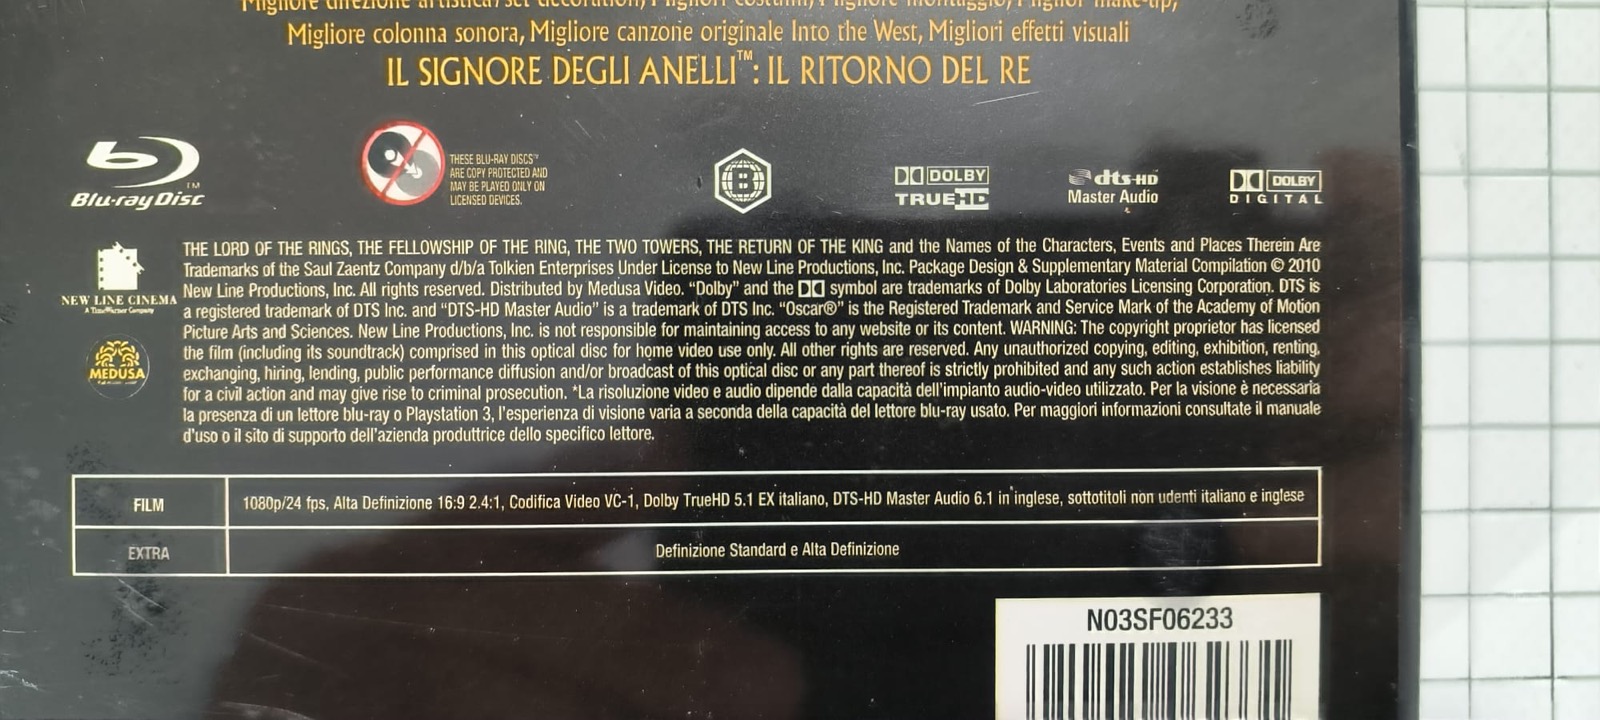 Migliore direzione artistica/set decoration, Migliori costumi, Migliore montaggio, Miglior make-up,
Migliore colonna sonora, Migliore canzone originale Into the West, Migliori effetti visuali
IL SIGNORE DEGLI ANELLI™: IL RITORNO DEL RE
Blu-ray Disc™
THESE BLU-RAY DISCS™
ARE COPY PROTECTED AND
MAY BE PLAYED ONLY ON
LICENSED DEVICES.
B
DOLBY
TRUEHD
dts-HD
Master Audio
DOLBY
DIGITAL
NEW LINE CINEMA
A TimeWarner Company
MEDUSA
THE LORD OF THE RINGS, THE FELLOWSHIP OF THE RING, THE TWO TOWERS, THE RETURN OF THE KING and the Names of the Characters, Events and Places Therein Are
Trademarks of the Saul Zaentz Company d/b/a Tolkien Enterprises Under License to New Line Productions, Inc. Package Design & Supplementary Material Compilation © 2010
New Line Productions, Inc. All rights reserved. Distributed by Medusa Video. “Dolby” and the symbol are trademarks of Dolby Laboratories Licensing Corporation. DTS is
a registered trademark of DTS Inc. and “DTS-HD Master Audio” is a trademark of DTS Inc. “Oscar®” is the Registered Trademark and Service Mark of the Academy of Motion
Picture Arts and Sciences. New Line Productions, Inc. is not responsible for maintaining access to any website or its content. WARNING: The copyright proprietor has licensed
the film (including its soundtrack) comprised in this optical disc for home video use only. All other rights are reserved. Any unauthorized copying, editing, exhibition, renting,
exchanging, hiring, lending, public performance diffusion and/or broadcast of this optical disc or any part thereof is strictly prohibited and any such action establishes liability
for a civil action and may give rise to criminal prosecution. *La risoluzione video e audio dipende dalla capacità dell'impianto audio-video utilizzato. Per la visione è necessaria
la presenza di un lettore blu-ray o Playstation 3, l'esperienza di visione varia a seconda della capacità del lettore blu-ray usato. Per maggiori informazioni consultate il manuale
d'uso o il sito di supporto dell'azienda produttrice dello specifico lettore.
FILM
1080p/24 fps, Alta Definizione 16:9 2.4:1, Codifica Video VC-1, Dolby TrueHD 5.1 EX italiano, DTS-HD Master Audio 6.1 in inglese, sottotitoli non udenti italiano e inglese
EXTRA
Definizione Standard e Alta Definizione
N03SF06233